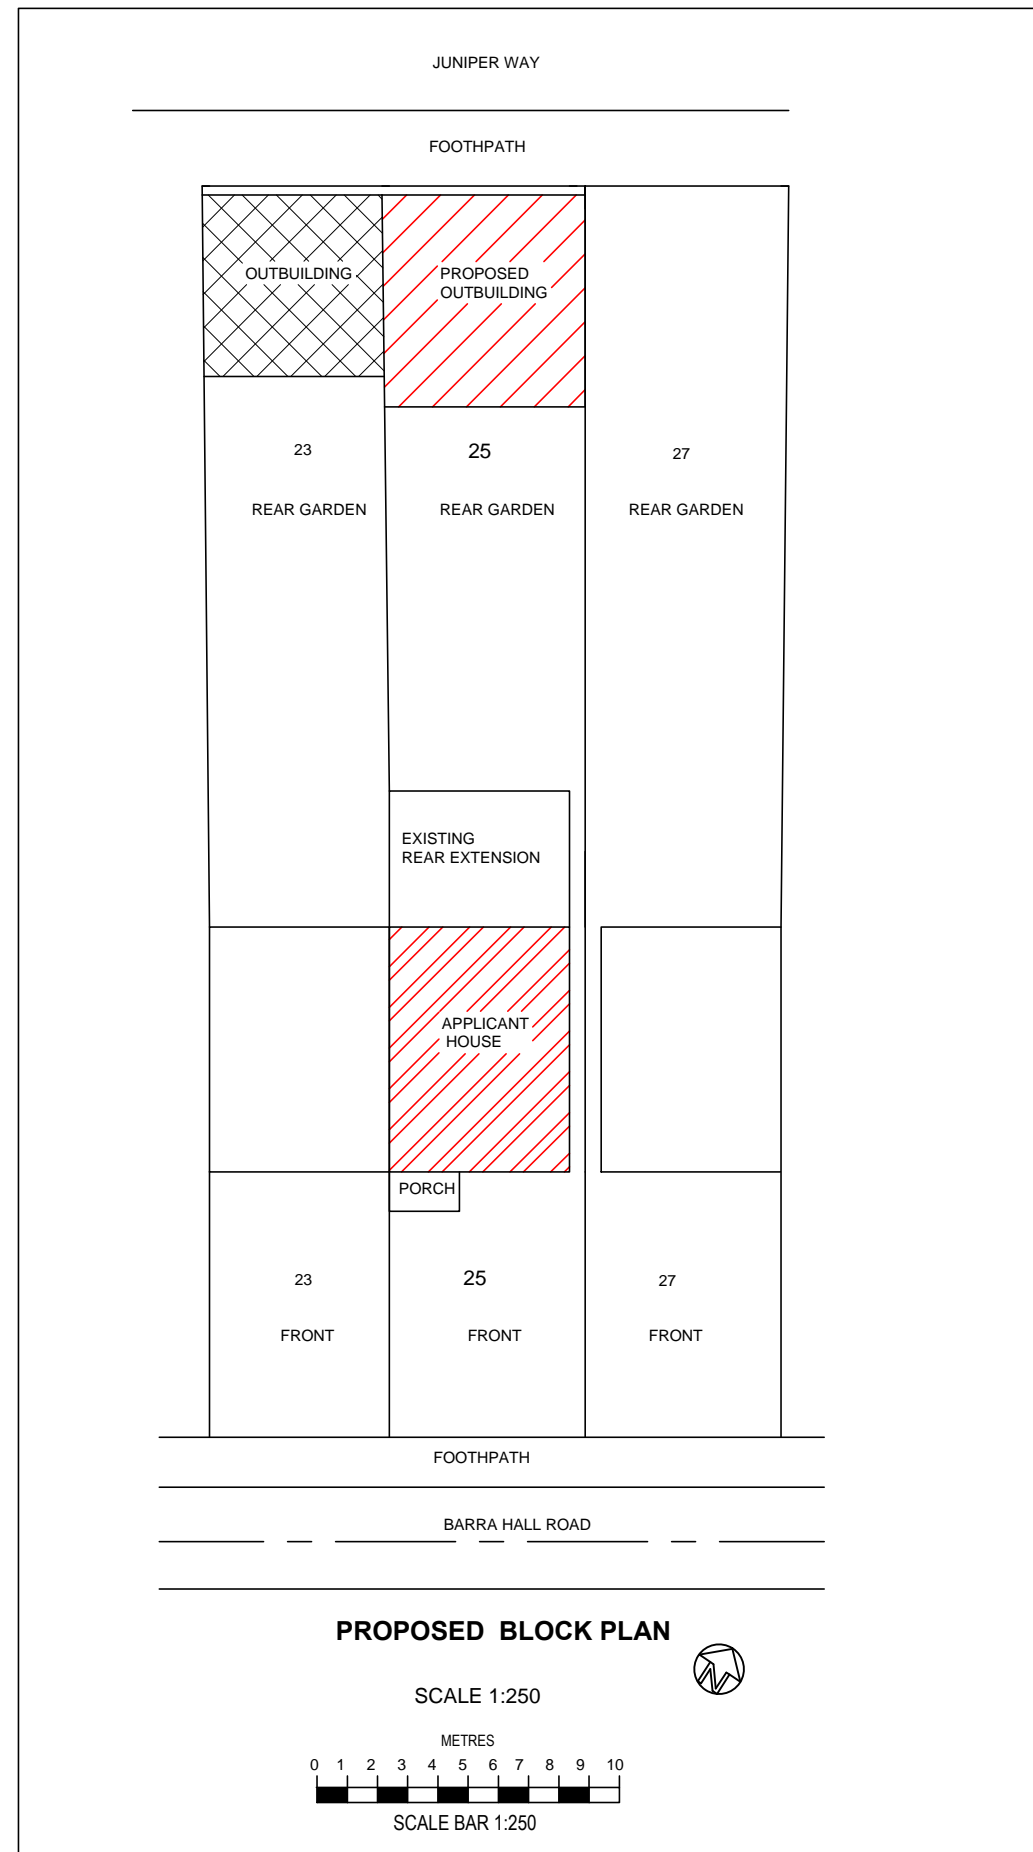 JUNIPER WAY
FOOTHPATH
OUTBUILDING
PROPOSED
OUTBUILDING
23
25
27
REAR GARDEN
REAR GARDEN
REAR GARDEN
EXISTING
REAR EXTENSION
APPLICANT
HOUSE
PORCH
23
25
27
FRONT
FRONT
FRONT
FOOTHPATH
BARRA HALL ROAD
PROPOSED BLOCK PLAN
SCALE 1:250
METRES
0 1 2 3 4 5 6 7 8 9 10
SCALE BAR 1:250